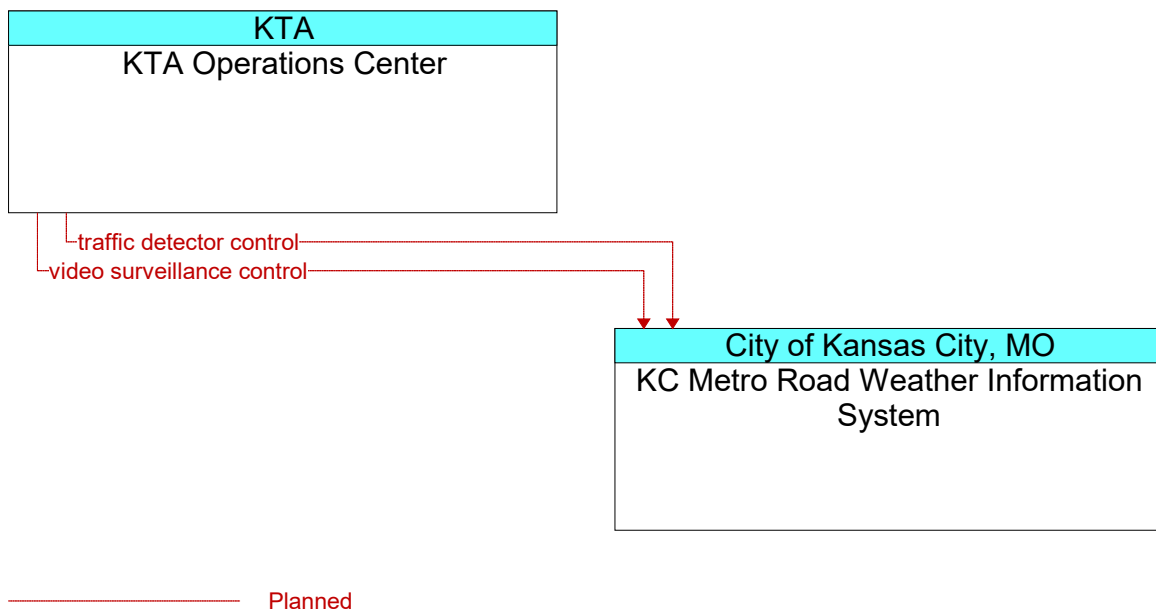 KTA
KTA Operations Center
traffic detector control
video surveillance control
City of Kansas City, MO
KC Metro Road Weather Information
System
Planned